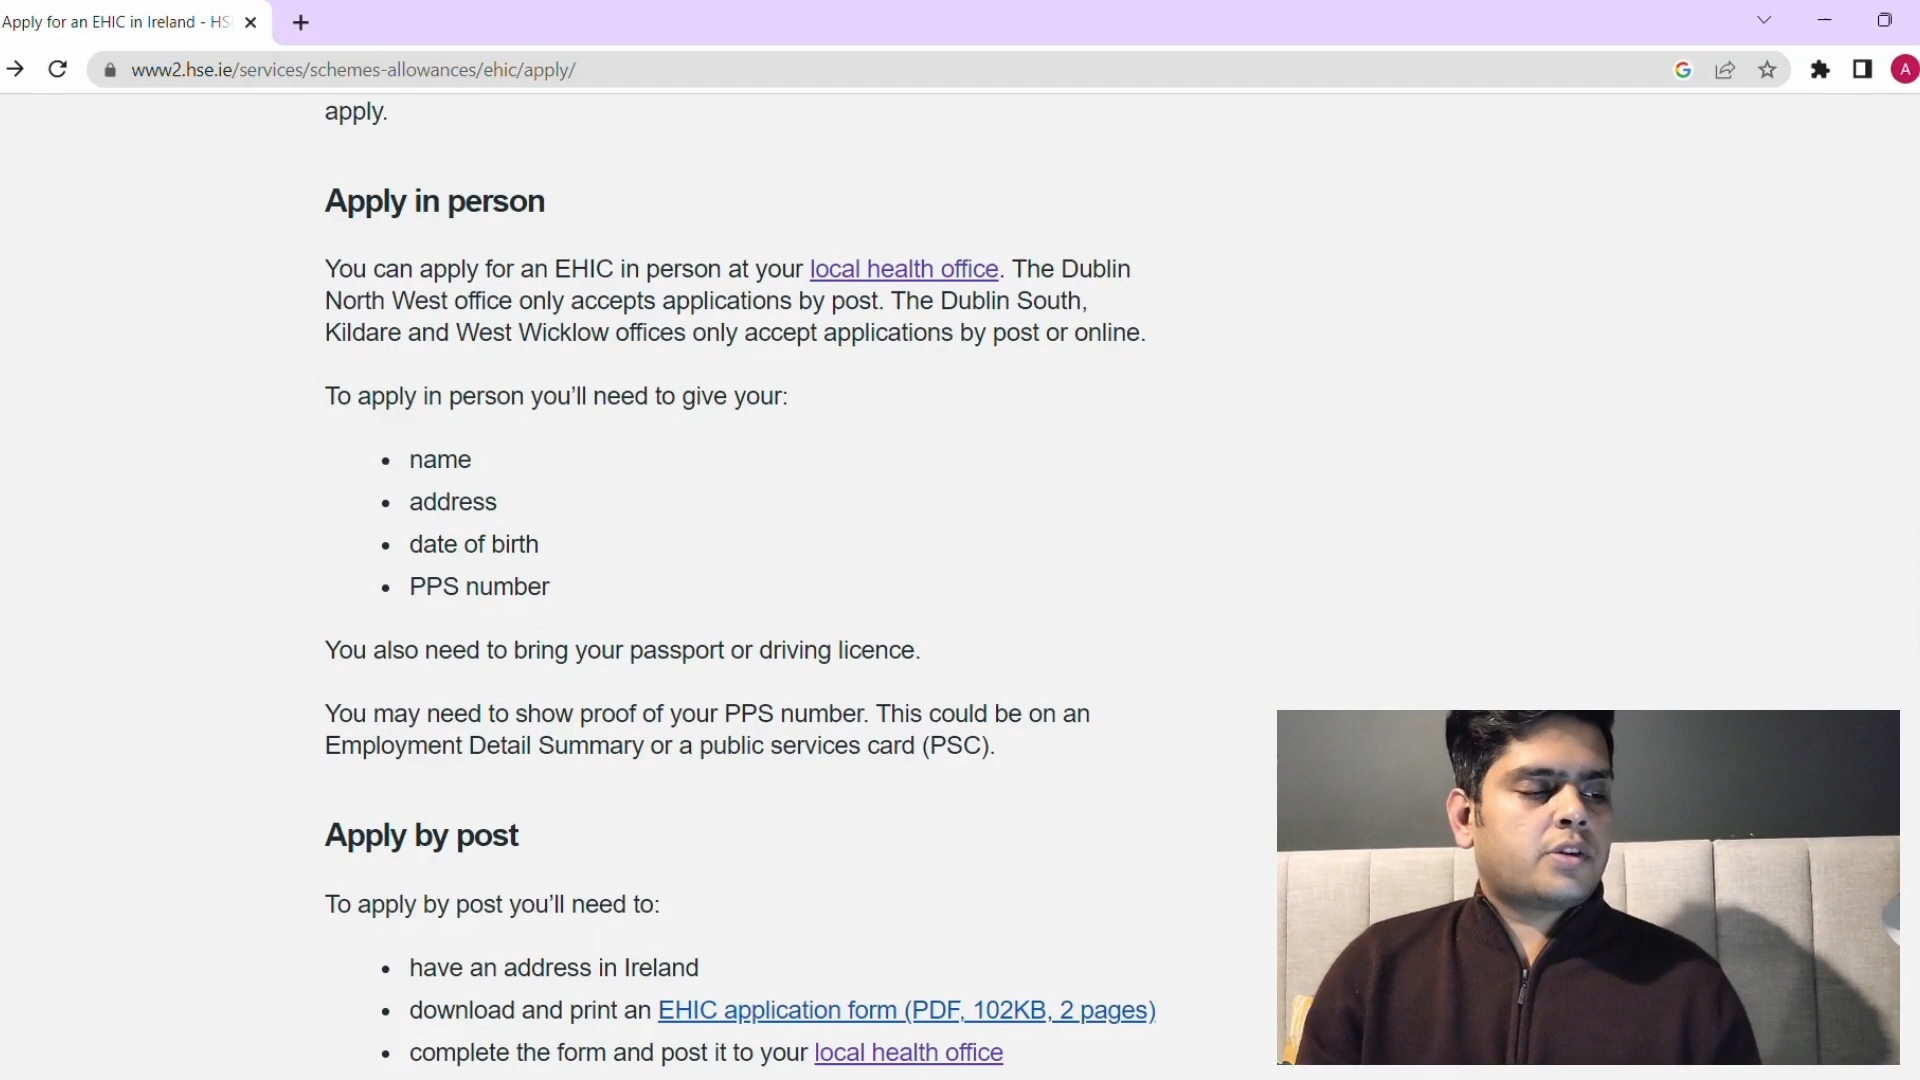 Apply for an EHIC in Ireland - HS
www2.hse.ie/services/schemes-allowances/ehic/apply/
A
apply.
Apply in person
You can apply for an EHIC in person at your local health office. The Dublin
North West office only accepts applications by post. The Dublin South,
Kildare and West Wicklow offices only accept applications by post or online.
To apply in person you’ll need to give your:
name
address
date of birth
PPS number
You also need to bring your passport or driving licence.
You may need to show proof of your PPS number. This could be on an
Employment Detail Summary or a public services card (PSC).
Apply by post
To apply by post you’ll need to:
have an address in Ireland
download and print an EHIC application form (PDF, 102KB, 2 pages)
complete the form and post it to your local health office